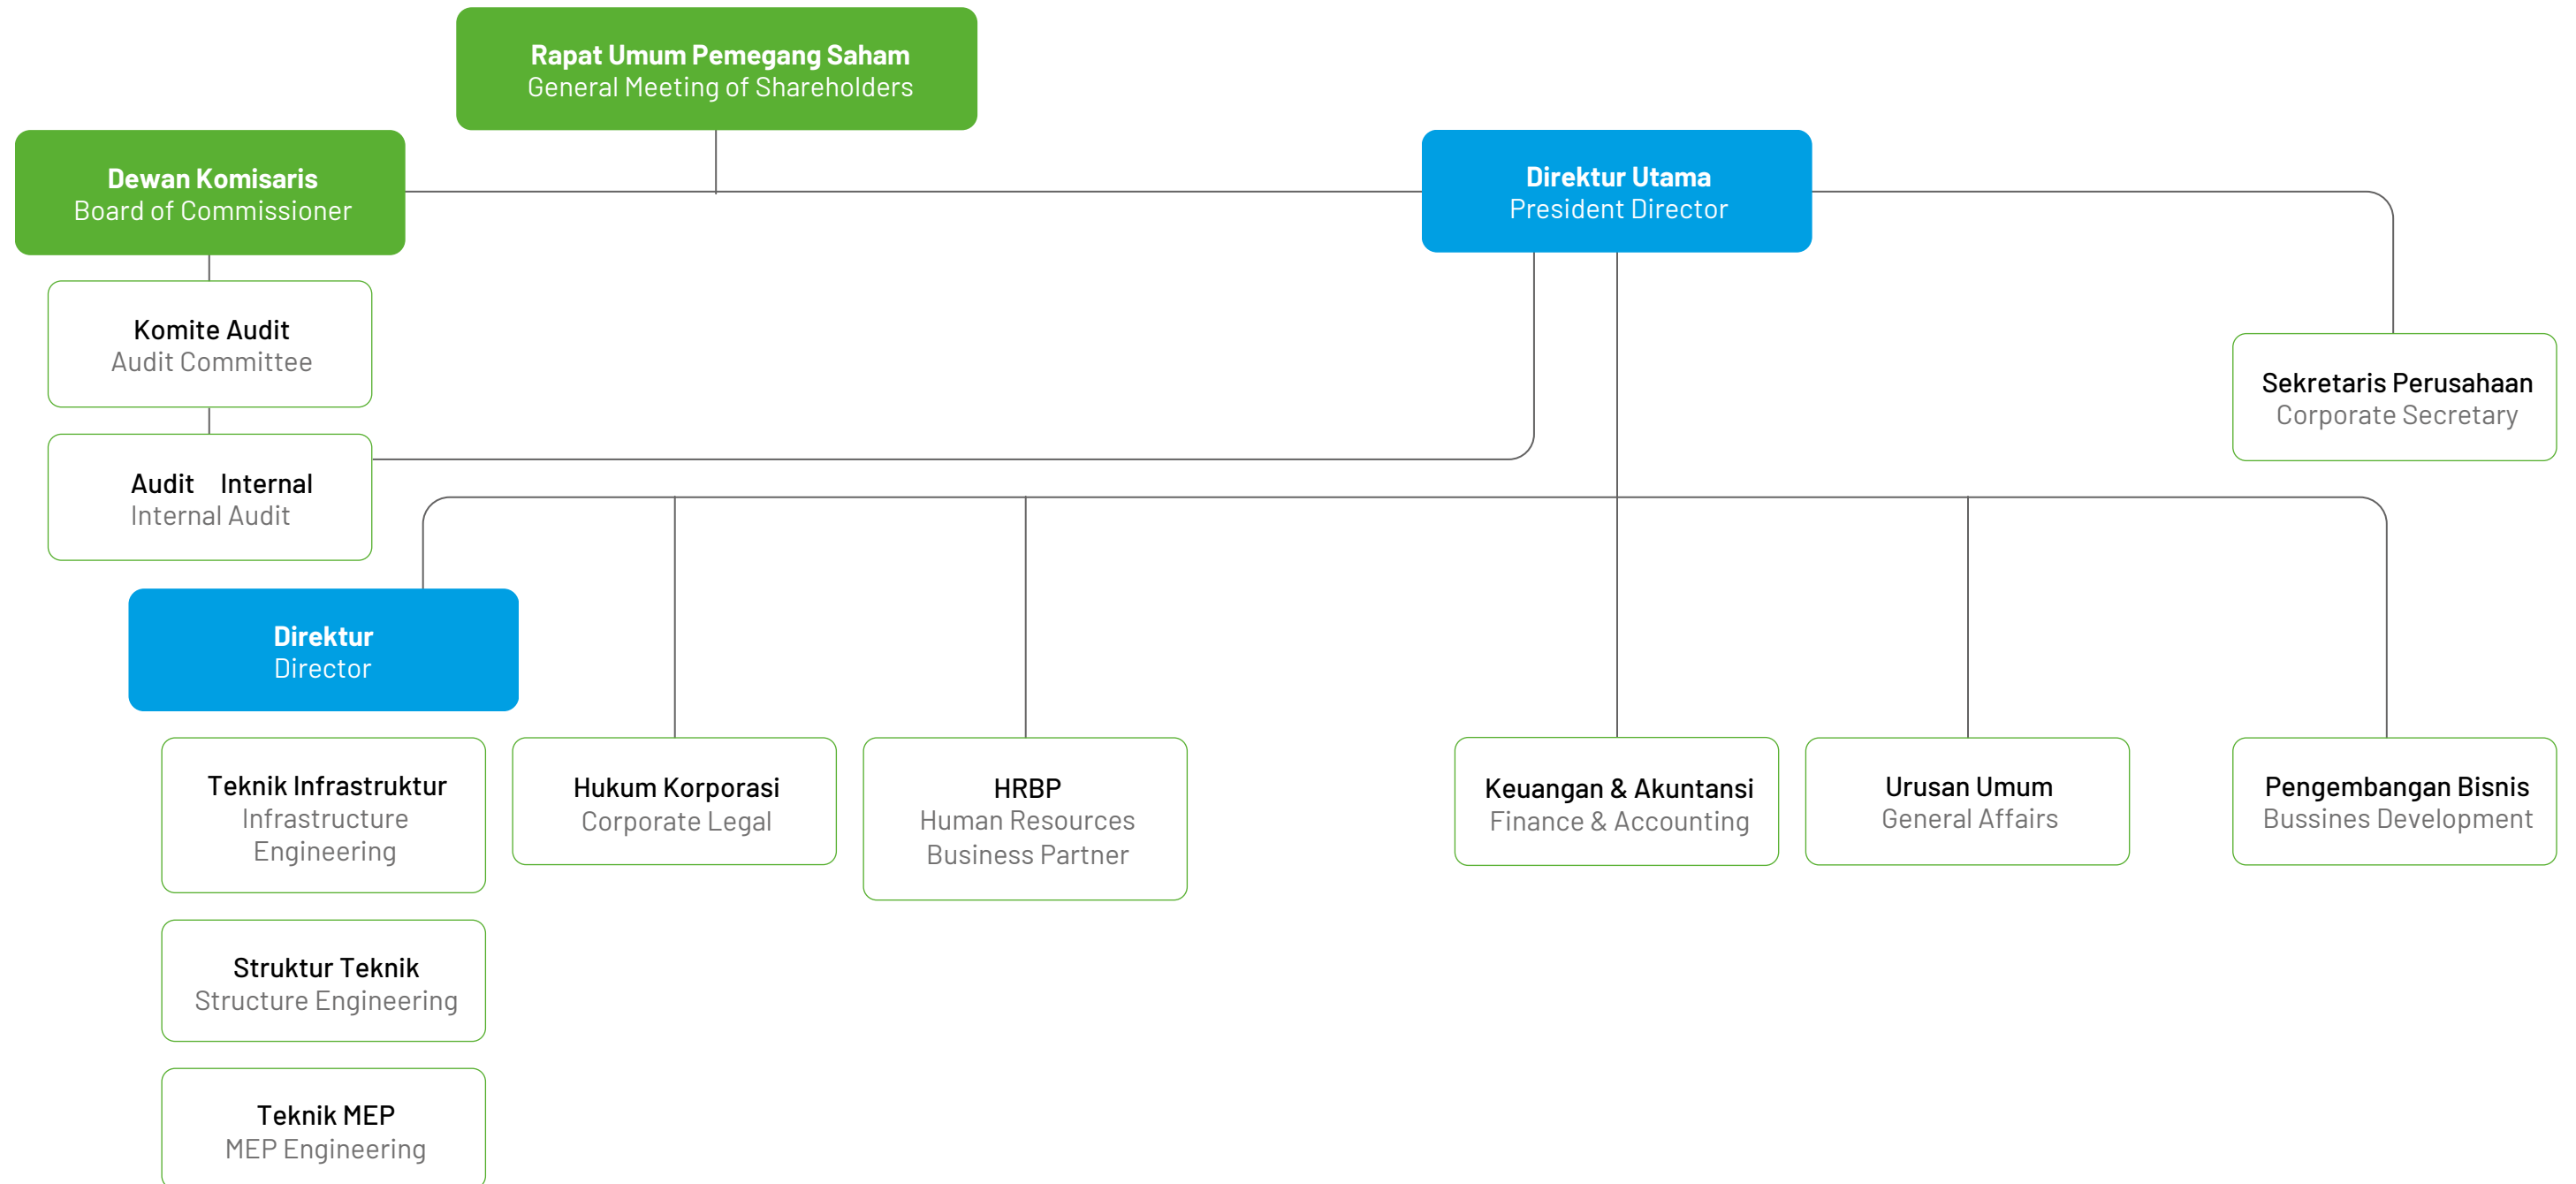 Rapat Umum Pemegang Saham
General Meeting of Shareholders
Dewan Komisaris
Board of Commissioner
Direktur Utama
President Director
Komite Audit
Audit Committee
Sekretaris Perusahaan
Corporate Secretary
Audit Internal
Internal Audit
Direktur
Director
Teknik Infrastruktur
Infrastructure
Engineering
Hukum Korporasi
Corporate Legal
HRBP
Human Resources
Business Partner
Keuangan & Akuntansi
Finance & Accounting
Urusan Umum
General Affairs
Pengembangan Bisnis
Bussines Development
Struktur Teknik
Structure Engineering
Teknik MEP
MEP Engineering